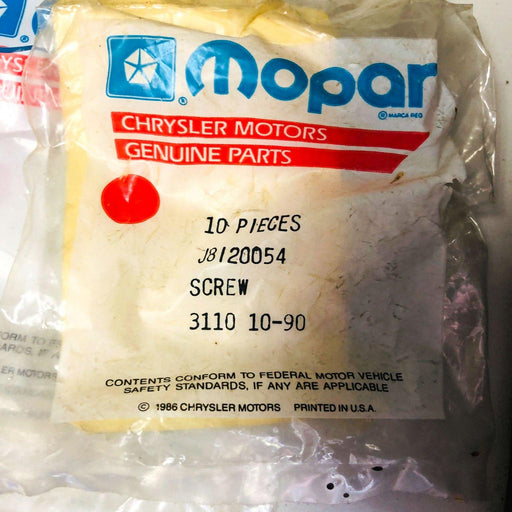 Mopar
® ® MARCA REG
CHRYSLER MOTORS
GENUINE PARTS
10 PIECES
J8120054
SCREW
3110 10-90
CONTENTS CONFORM TO FEDERAL MOTOR VEHICLE
SAFETY STANDARDS, IF ANY ARE APPLICABLE
© 1986 CHRYSLER MOTORS PRINTED IN U.S.A.